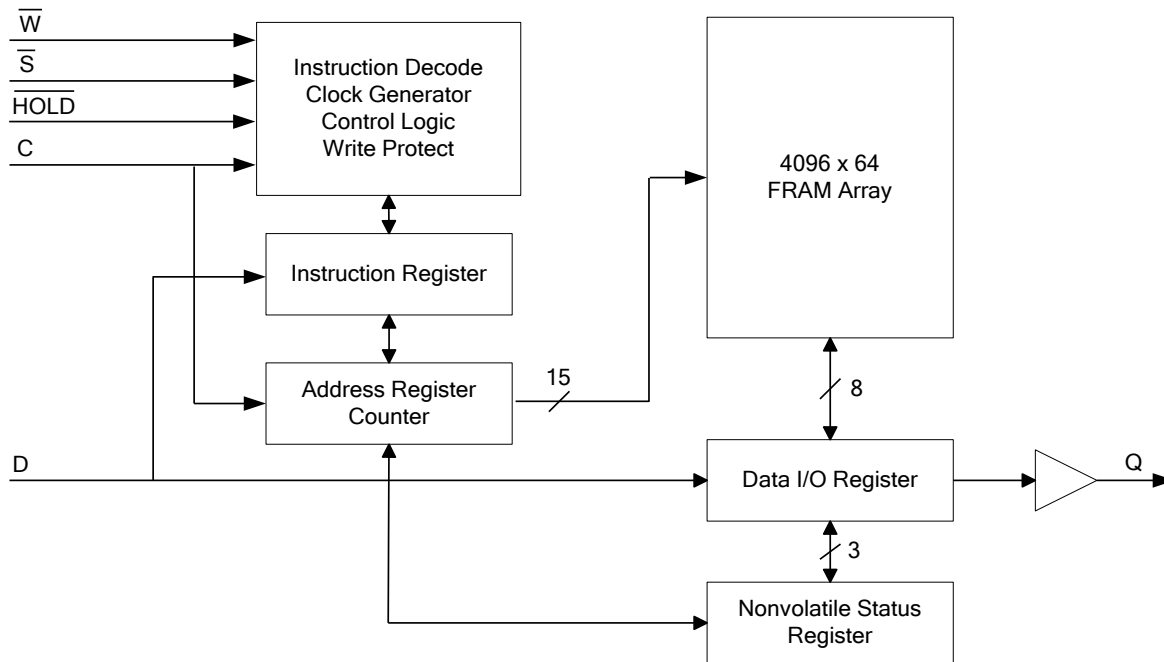 W
S
HOLD
C
Instruction Decode
Clock Generator
Control Logic
Write Protect
4096 x 64
FRAM Array
Instruction Register
Address Register
Counter
15
8
D
Data I/O Register
Q
3
Nonvolatile Status
Register